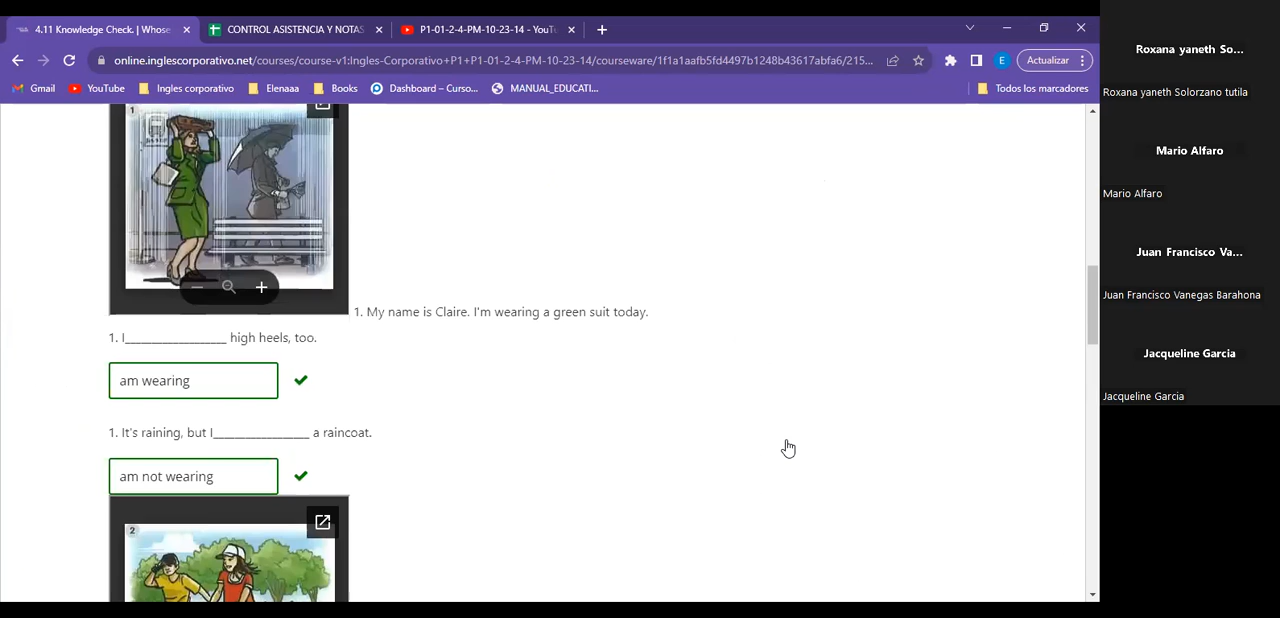 4.11 Knowledge Check. | Whose
CONTROL ASISTENCIA Y NOTAS
P1-01-2-4-PM-10-23-14 - YouTu
online.inglescorporativo.net/courses/course-v1:Ingles-Corporativo+P1+P1-01-2-4-PM-10-23-14/courseware/1f1a1aafb5fd4497b1248b43617abfa6/215...
E
Actualizar
Gmail
YouTube
Ingles corporativo
Elenaaa
Books
Dashboard – Curso...
MANUAL_EDUCATI...
Todos los marcadores
1
1. My name is Claire. I'm wearing a green suit today.
1. I__________________ high heels, too.
am wearing
1. It's raining, but I_________________ a raincoat.
am not wearing
2
Roxana yaneth So...
Roxana yaneth Solorzano tutila
Mario Alfaro
Mario Alfaro
Juan Francisco Va...
Juan Francisco Vanegas Barahona
Jacqueline Garcia
Jacqueline Garcia